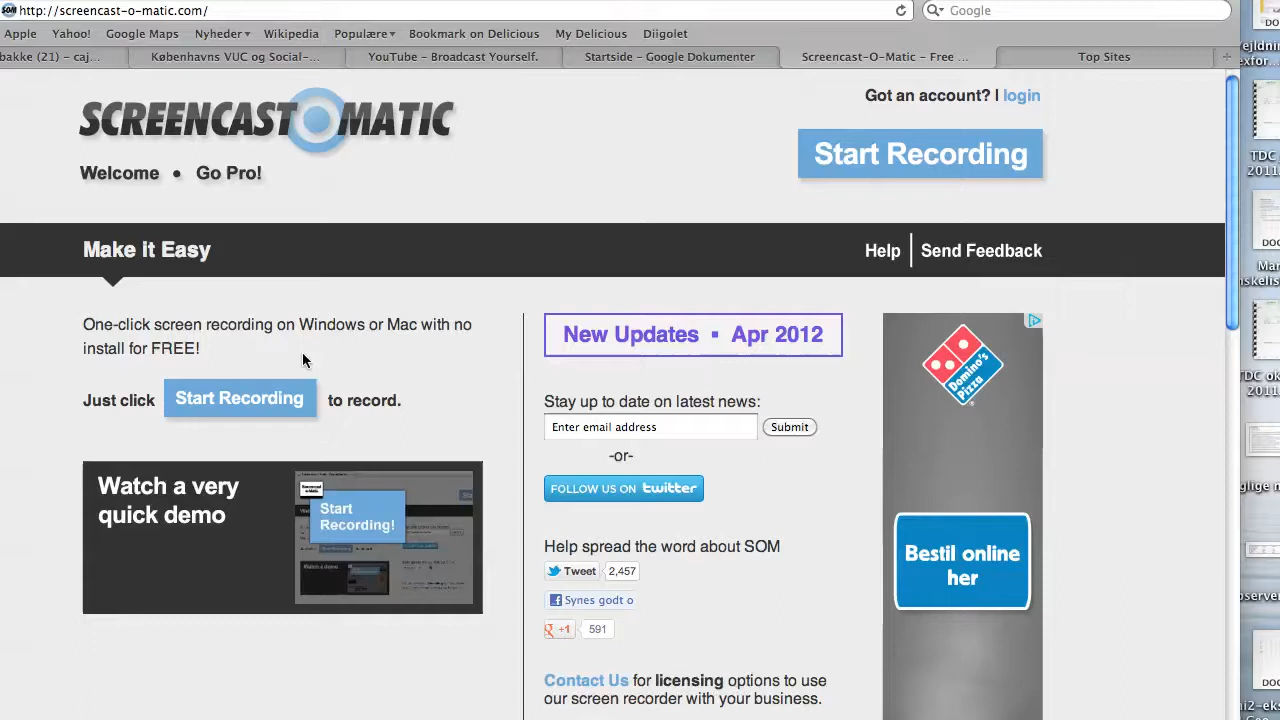 http://screencast-o-matic.com/
Google
Apple Yahoo! Google Maps Nyheder Wikipedia Populære Bookmark on Delicious My Delicious Diigolet
bakke (21) – caj... Københavns VUC og Social-... YouTube – Broadcast Yourself. Startside – Google Dokumenter Screencast-O-Matic – Free ... Top Sites
SCREENCAST-O-MATIC
Got an account? I login
Start Recording
Welcome • Go Pro!
Make it Easy
Help
Send Feedback
One-click screen recording on Windows or Mac with no
install for FREE!
Just click Start Recording to record.
Watch a very
quick demo
Start
Recording!
New Updates ▪ Apr 2012
Stay up to date on latest news:
Enter email address Submit
-or-
FOLLOW US ON twitter
Help spread the word about SOM
Tweet 2,457
Synes godt o
+1 591
Contact Us for licensing options to use
our screen recorder with your business.
Domino's
Pizza
Bestil online
her
TDC
2011
DOC